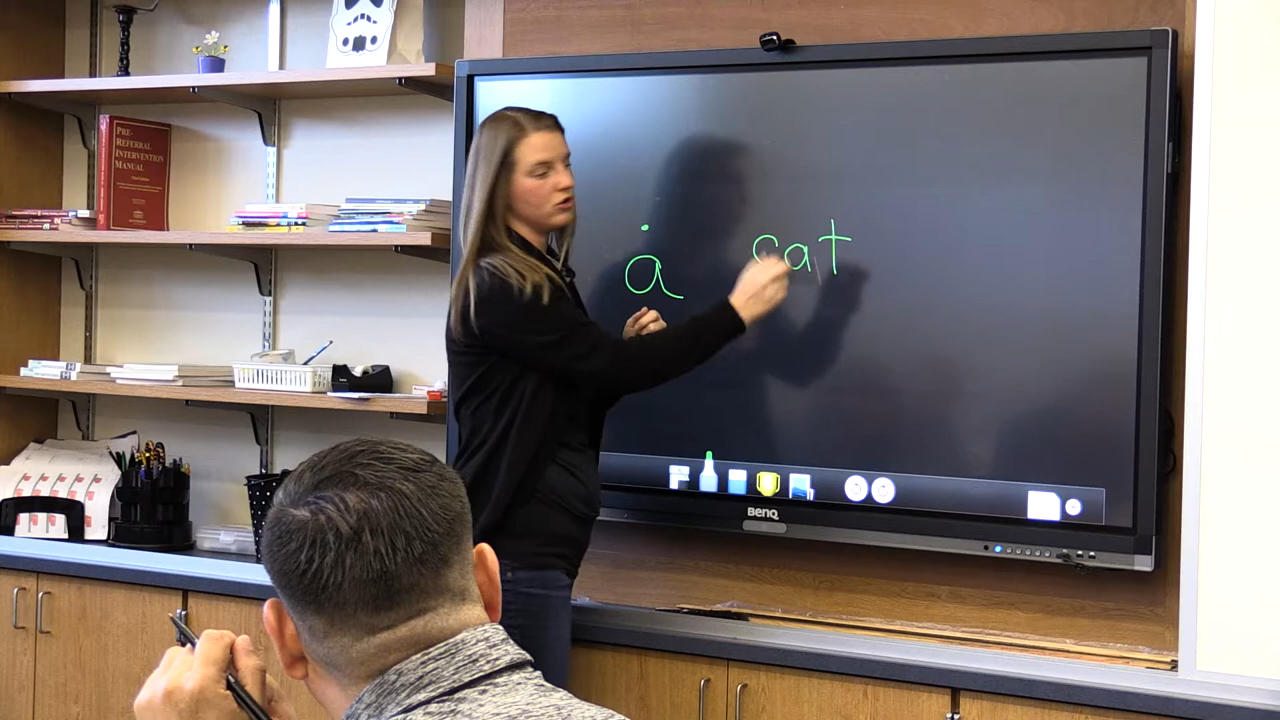 PRE-
REFERRAL
INTERVENTION
MANUAL
ȧ cat
BenQ